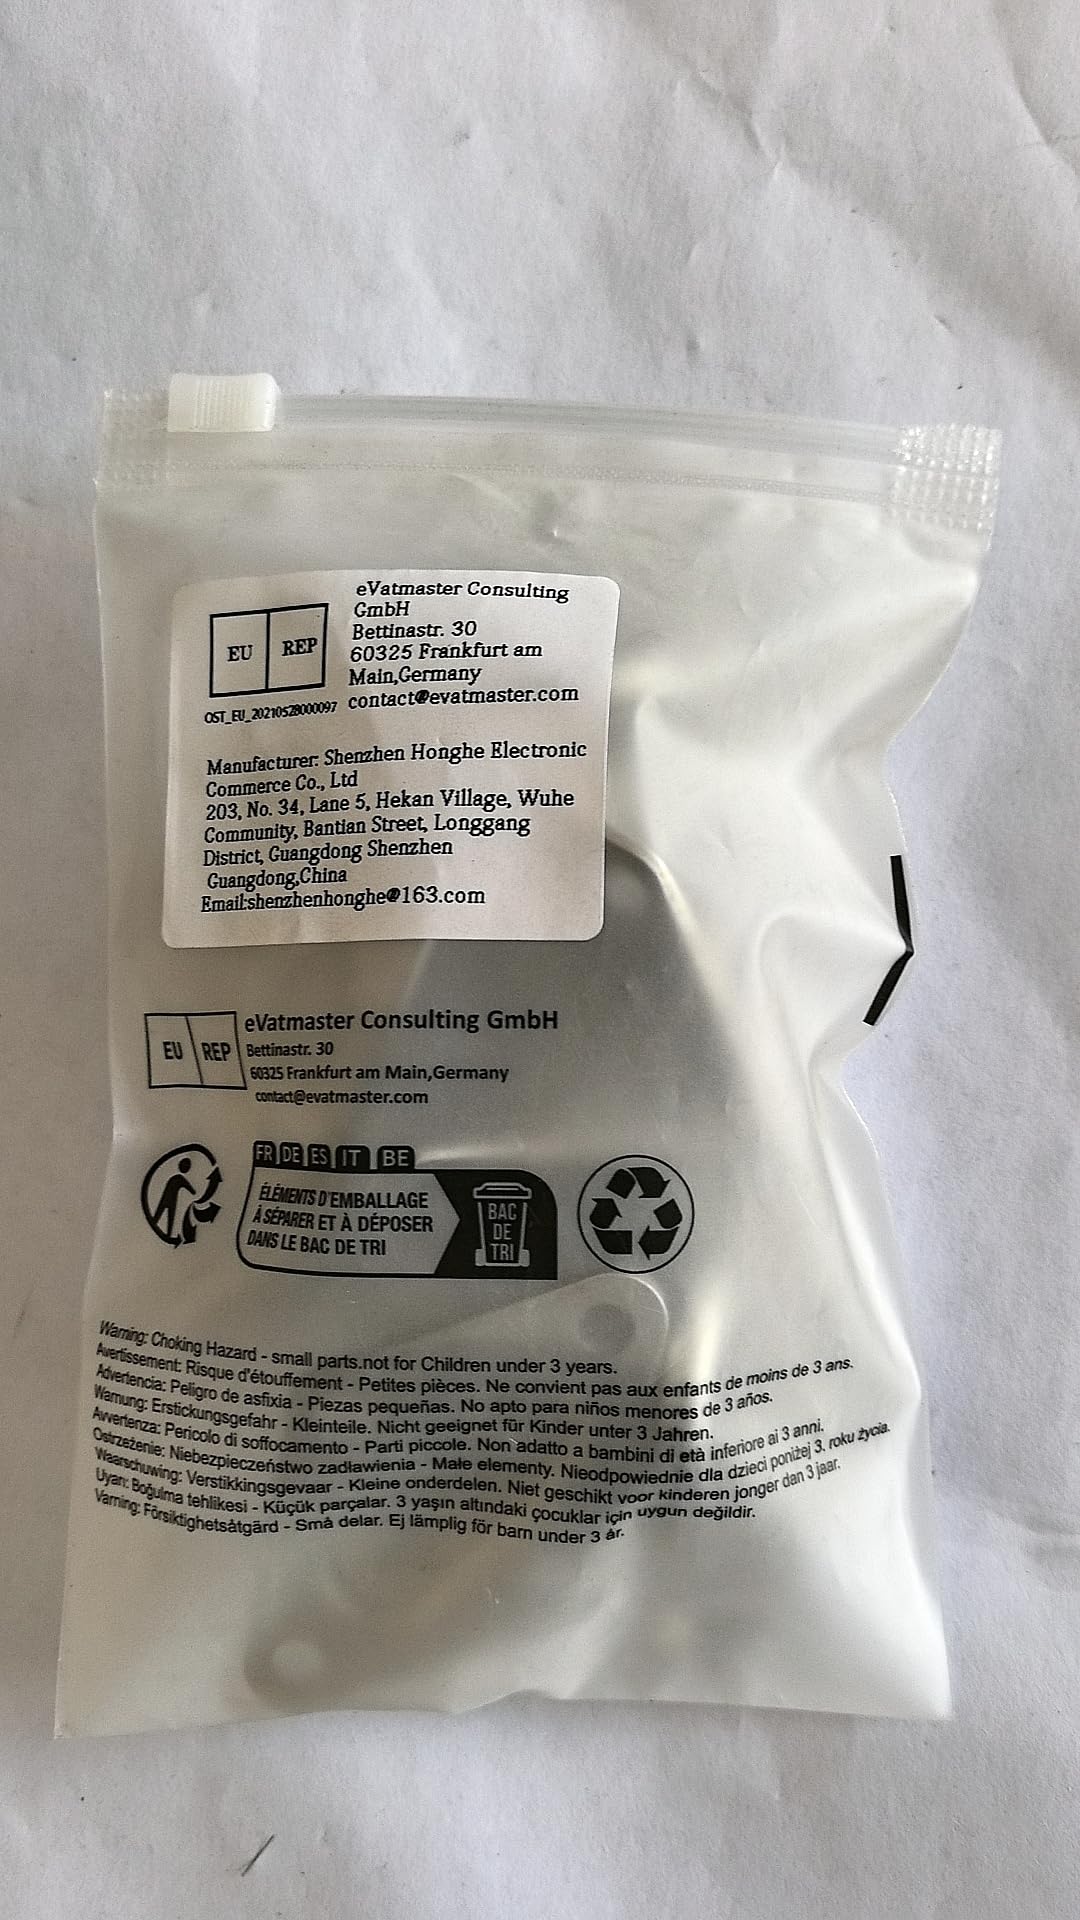 eVatmaster Consulting
GmbH
Bettinastr. 30
60325 Frankfurt am
Main,Germany
contact@evatmaster.com
EU REP
OST_EU_20210528000097
Manufacturer: Shenzhen Honghe Electronic
Commerce Co., Ltd
203, No. 34, Lane 5, Hekan Village, Wuhe
Community, Bantian Street, Longgang
District, Guangdong Shenzhen
Guangdong,China
Email:shenzhenhonghe@163.com
EU REP
eVatmaster Consulting GmbH
Bettinastr. 30
60325 Frankfurt am Main,Germany
contact@evatmaster.com
FR DE ES IT BE
ÉLÉMENTS D'EMBALLAGE
À SÉPARER ET À DÉPOSER
DANS LE BAC DE TRI
BAC
DE
TRI
Warning: Choking Hazard - small parts.not for Children under 3 years.
Avertissement: Risque d'étouffement - Petites pièces. Ne convient pas aux enfants de moins de 3 ans.
Advertencia: Peligro de asfixia - Piezas pequeñas. No apto para niños menores de 3 años.
Warnung: Erstickungsgefahr - Kleinteile. Nicht geeignet für Kinder unter 3 Jahren.
Avvertenza: Pericolo di soffocamento - Parti piccole. Non adatto a bambini di età inferiore ai 3 anni.
Ostrzeżenie: Niebezpieczeństwo zadławienia - Małe elementy. Nieodpowiednie dla dzieci poniżej 3. roku życia.
Waarschuwing: Verstikkingsgevaar - Kleine onderdelen. Niet geschikt voor kinderen jonger dan 3 jaar.
Uyarı: Boğulma tehlikesi - Küçük parçalar. 3 yaşın altındaki çocuklar için uygun değildir.
Varning: Försiktighetsåtgärd - Små delar. Ej lämplig för barn under 3 år.